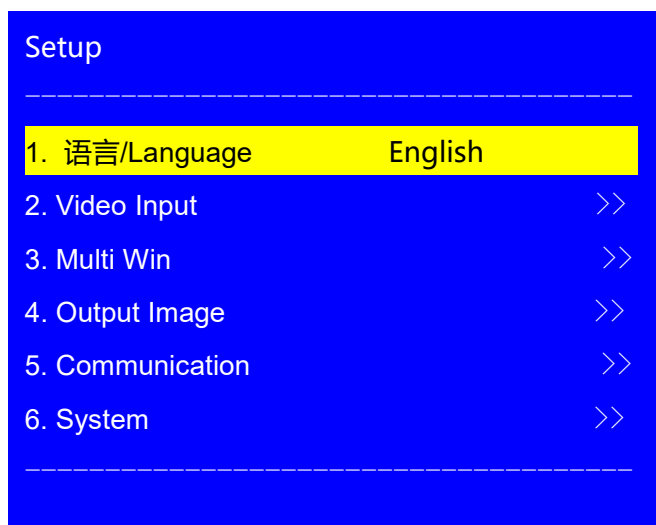 Setup
1. 语言/Language English
2. Video Input >>
3. Multi Win >>
4. Output Image >>
5. Communication >>
6. System >>